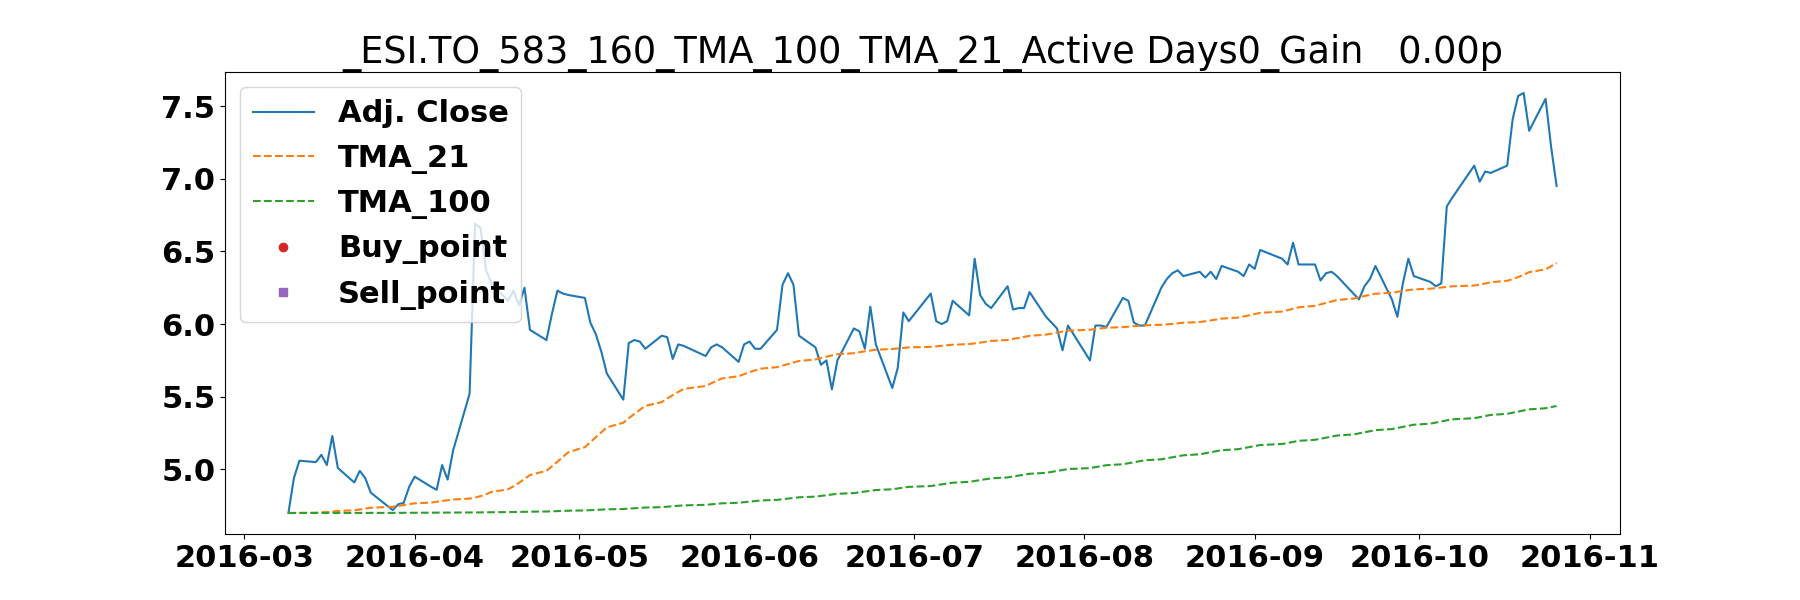 _ESI.TO_583_160_TMA_100_TMA_21_Active Days0_Gain   0.00p
Adj. Close
TMA_21
TMA_100
Buy_point
Sell_point
7.5
7.0
6.5
6.0
5.5
5.0
2016-03 2016-04 2016-05 2016-06 2016-07 2016-08 2016-09 2016-10 2016-11